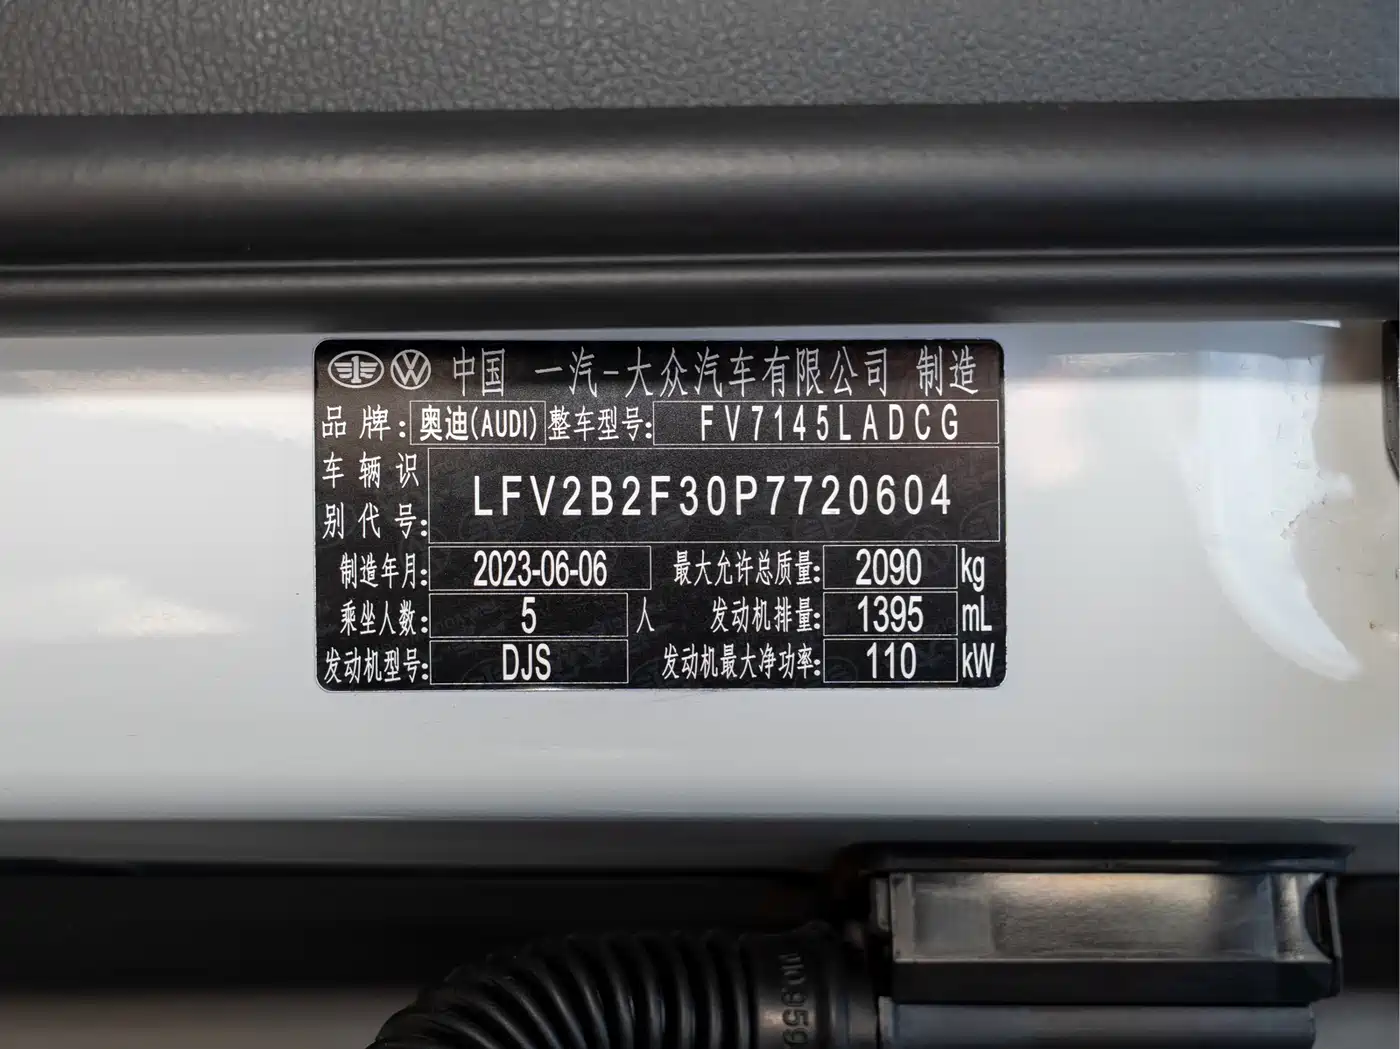 中国 一汽-大众汽车有限公司 制造
品牌: 奥迪(AUDI) 整车型号: FV7145LADCG
车辆识别代号: LFV2B2F30P7720604
制造年月: 2023-06-06 最大允许总质量: 2090 kg
乘坐人数: 5 人 发动机排量: 1395 mL
发动机型号: DJS 发动机最大净功率: 110 kW